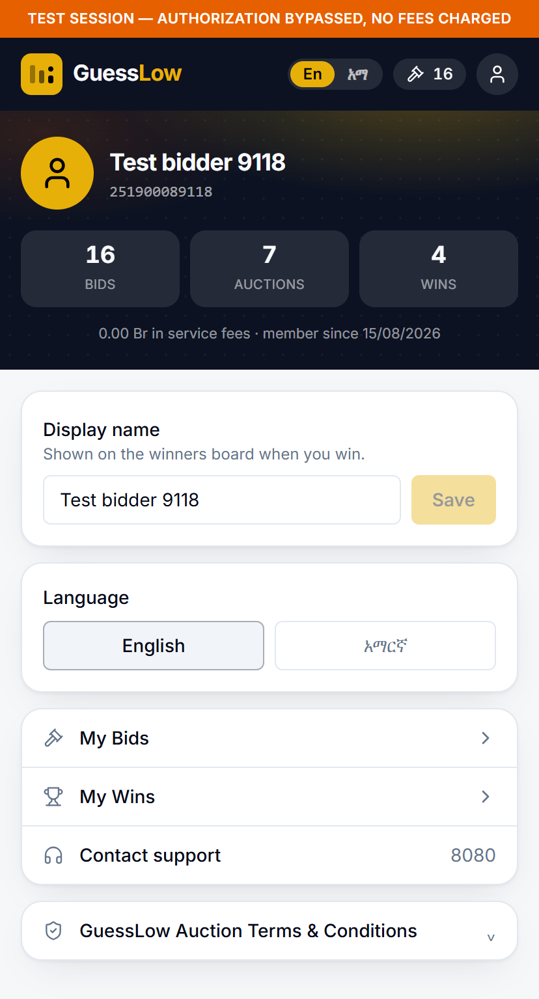 TEST SESSION — AUTHORIZATION BYPASSED, NO FEES CHARGED
GuessLow
En አማ 16
Test bidder 9118
251900089118
16 7 4
BIDS AUCTIONS WINS
0.00 Br in service fees · member since 15/08/2026
Display name
Shown on the winners board when you win.
Test bidder 9118 Save
Language
English አማርኛ
My Bids
My Wins
Contact support 8080
GuessLow Auction Terms & Conditions